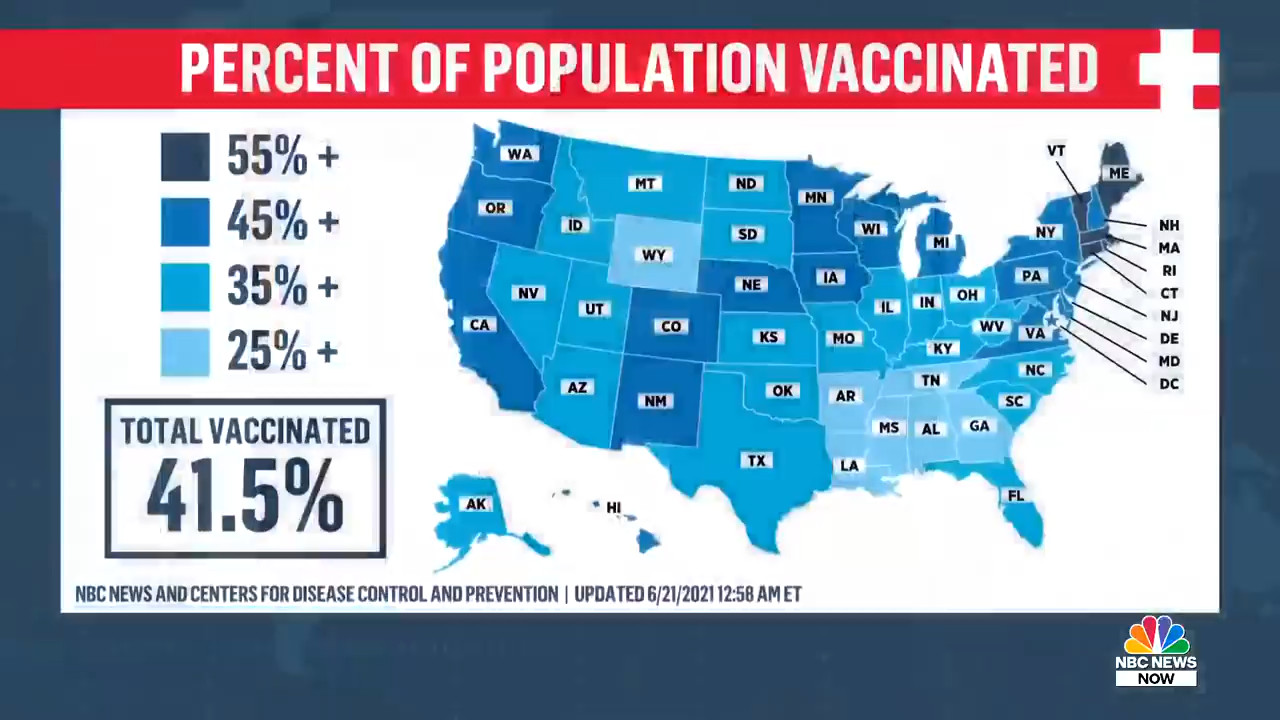 PERCENT OF POPULATION VACCINATED
55% +
45% +
35% +
25% +
TOTAL VACCINATED
41.5%
WA
OR
CA
ID
NV
MT
WY
UT
AZ
CO
NM
ND
SD
NE
KS
OK
TX
MN
IA
MO
AR
LA
WI
IL
MI
IN
OH
KY
TN
MS
AL
GA
WV
VA
NC
SC
FL
PA
NY
VT
ME
NH
MA
RI
CT
NJ
DE
MD
DC
AK
HI
NBC NEWS AND CENTERS FOR DISEASE CONTROL AND PREVENTION | UPDATED 6/21/2021 12:58 AM ET
NBC NEWS
NOW